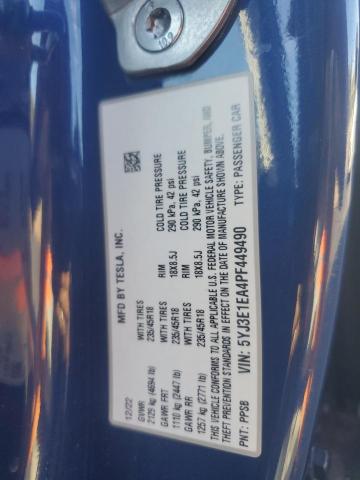 10.9
MFD BY TESLA, INC.
12/22
GVWR WITH TIRES RIM COLD TIRE PRESSURE
2129 kg (4694 lb) 235/45R18 18X8.5J 290 kPa, 42 psi
GAWR FRT WITH TIRES RIM COLD TIRE PRESSURE
1110 kg (2447 lb) 235/45R18 18X8.5J 290 kPa, 42 psi
GAWR RR
1257 kg (2771 lb)
THIS VEHICLE CONFORMS TO ALL APPLICABLE U.S. FEDERAL MOTOR VEHICLE SAFETY, BUMPER, AND
THEFT PREVENTION STANDARDS IN EFFECT ON THE DATE OF MANUFACTURE SHOWN ABOVE.
VIN: 5YJ3E1EA4PF449490 TYPE: PASSENGER CAR
PNT: PPSB